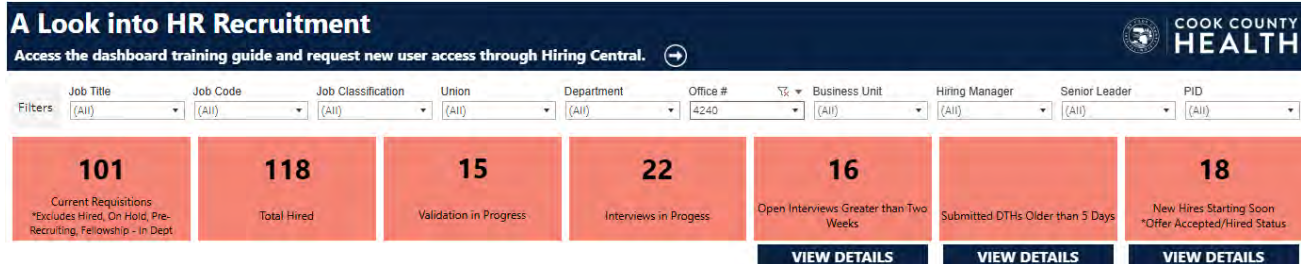 A Look into HR Recruitment
COOK COUNTY
HEALTH
Access the dashboard training guide and request new user access through Hiring Central.
Filters
Job Title
Job Code
Job Classification
Union
Department
Office #
Business Unit
Hiring Manager
Senior Leader
PID
(All)
(All)
(All)
(All)
(All)
4240
(All)
(All)
(All)
(All)
101
Current Requisitions
*Excludes Hired, On Hold, Pre-
Recruiting, Fellowship - in Dept
118
Total Hired
15
Validation in Progress
22
Interviews in Progess
16
Open Interviews Greater than Two
Weeks
Submitted DTHs Older than 5 Days
18
New Hires Starting Soon
*Offer Accepted/Hired Status
VIEW DETAILS
VIEW DETAILS
VIEW DETAILS